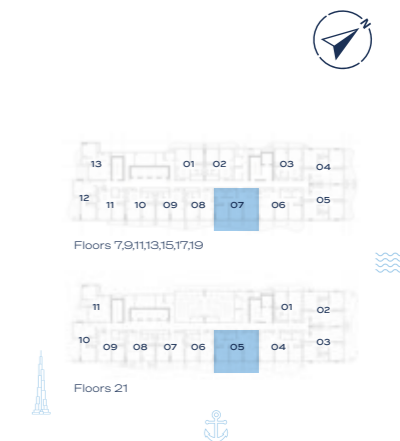 N
13 01 02 03 04
12 11 10 09 08 07 06 05
Floors 7,9,11,13,15,17,19
11 01 02
10 09 08 07 06 05 04 03
Floors 21